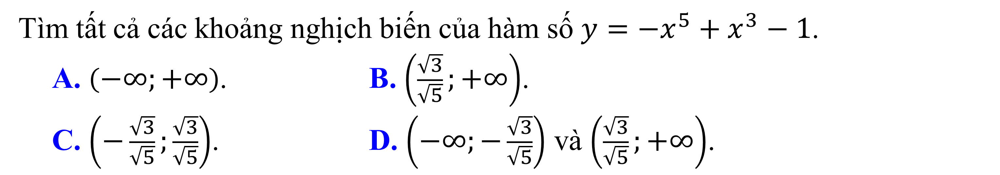 Tìm tất cả các khoảng nghịch biến của hàm số $y = -x^5 + x^3 - 1$.
A. $(-\infty; +\infty)$. B. $\left(\frac{\sqrt{3}}{\sqrt{5}}; +\infty\right)$.
C. $\left(-\frac{\sqrt{3}}{\sqrt{5}}; \frac{\sqrt{3}}{\sqrt{5}}\right)$. D. $\left(-\infty; -\frac{\sqrt{3}}{\sqrt{5}}\right)$ và $\left(\frac{\sqrt{3}}{\sqrt{5}}; +\infty\right)$.